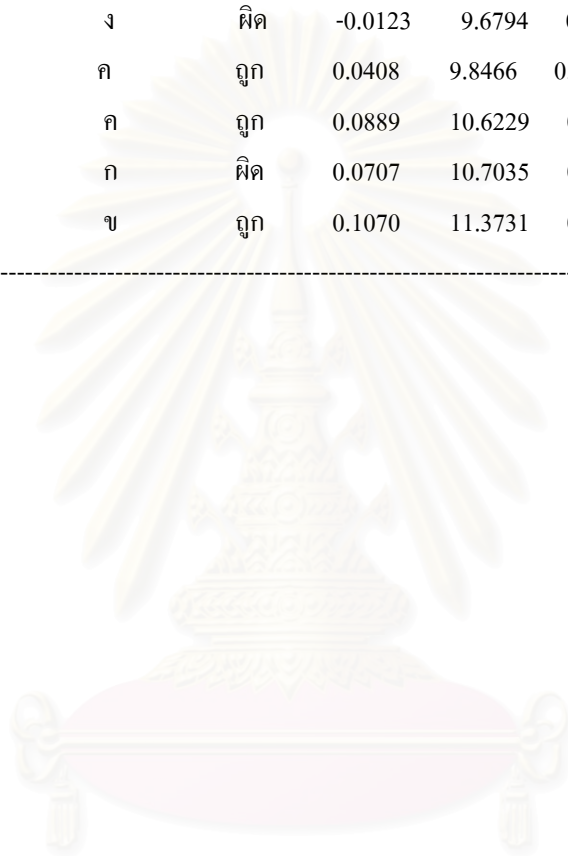 ง ผิด -0.0123 9.6794
ค ถูก 0.0408 9.8466
ค ถูก 0.0889 10.6229
ก ผิด 0.0707 10.7035
ข ถูก 0.1070 11.3731